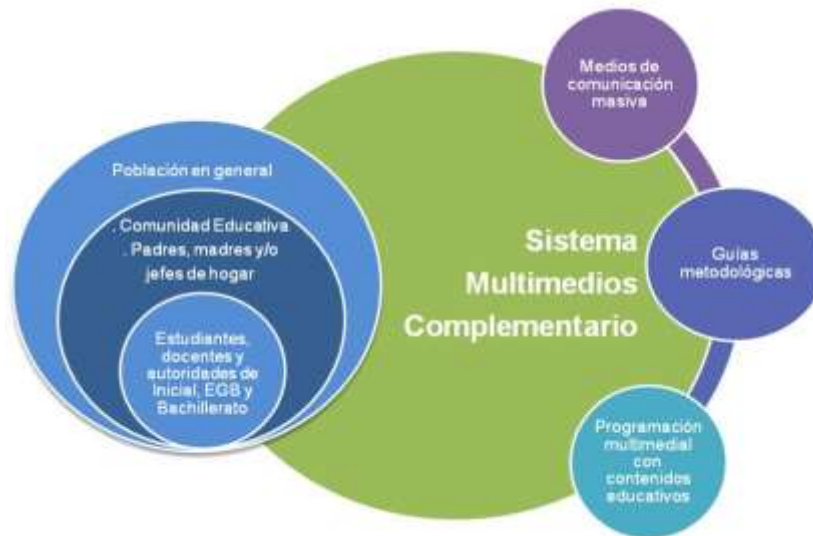 Medios de
comunicación
masiva
Población en general
. Comunidad Educativa
. Padres, madres y/o
jefes de hogar
Estudiantes,
docentes y
autoridades de
Inicial, EGB y
Bachillerato
Sistema
Multimedios
Complementario
Guías
metodológicas
Programación
multimedial
con
contenidos
educativos